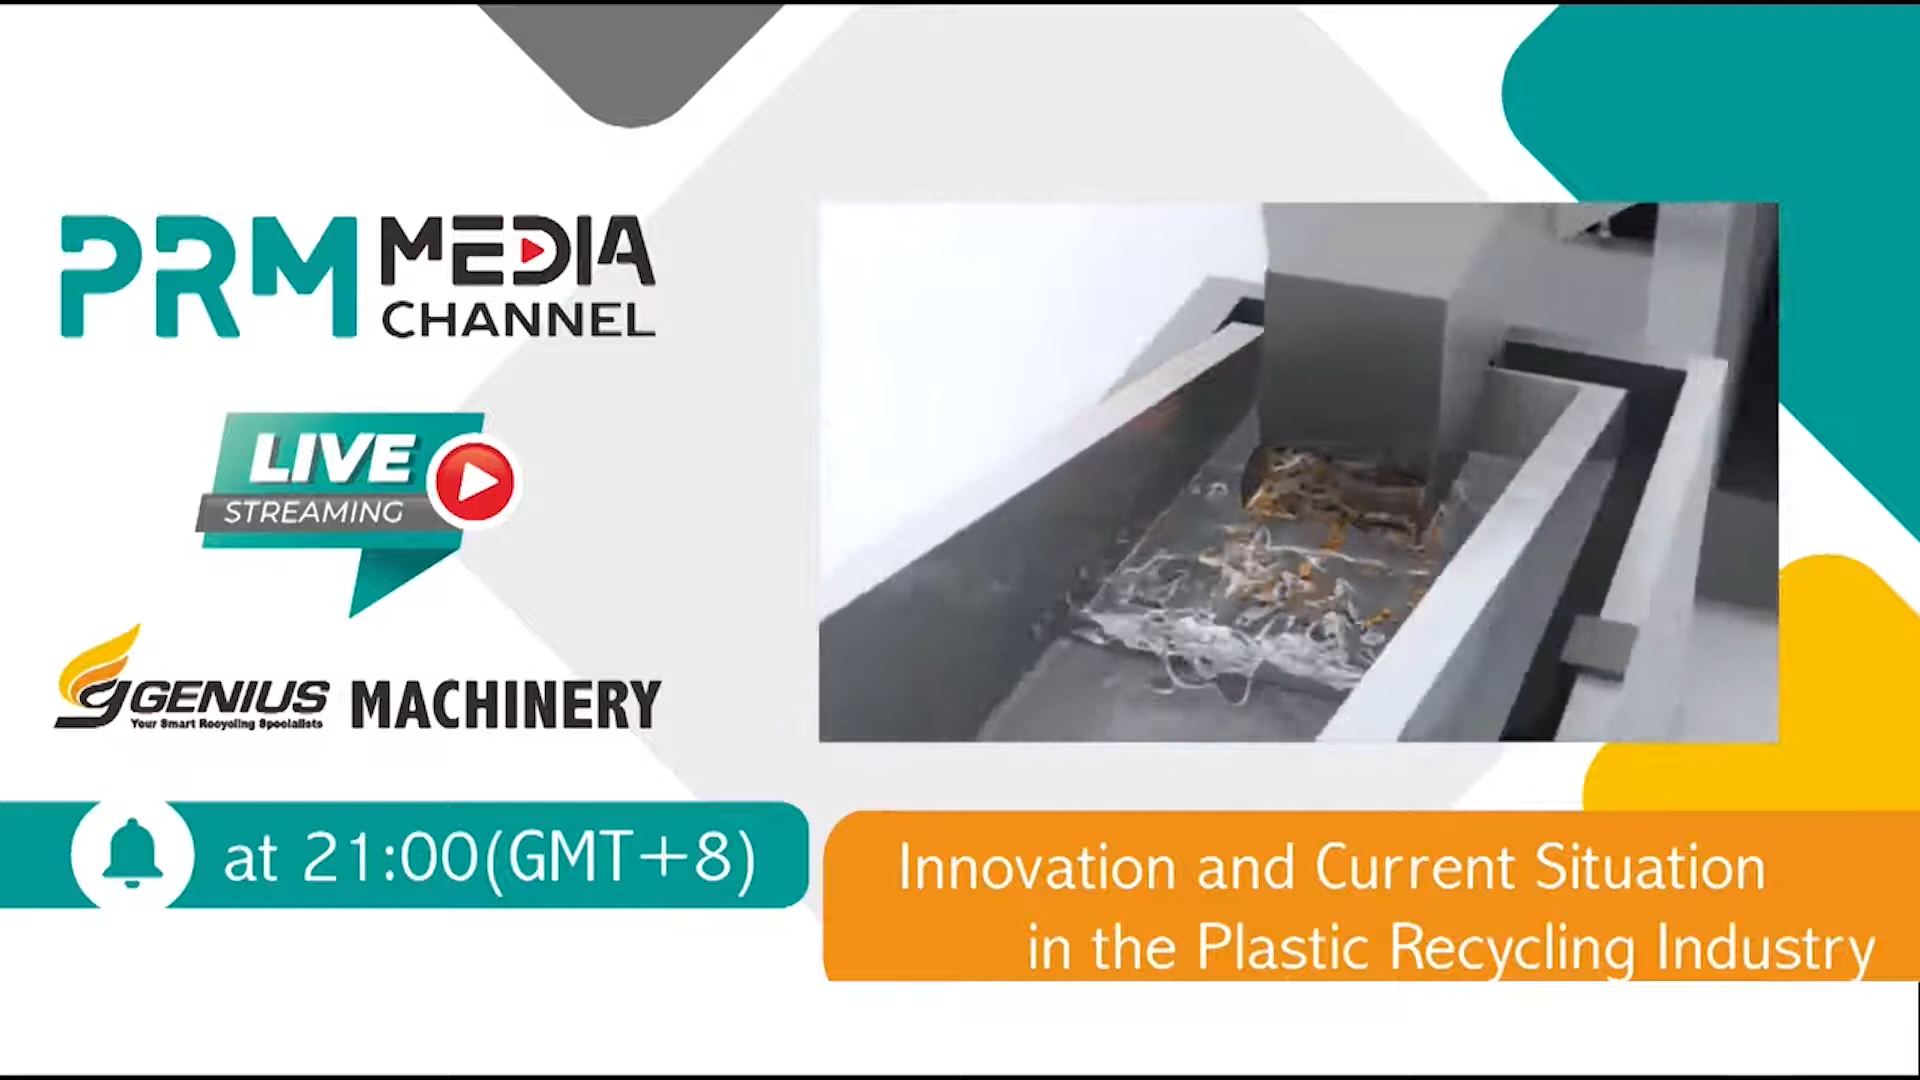 PRM MEDIA
CHANNEL
LIVE
STREAMING
GENIUS MACHINERY
Your Smart Recycling Specialists
at 21:00(GMT+8)
Innovation and Current Situation
in the Plastic Recycling Industry